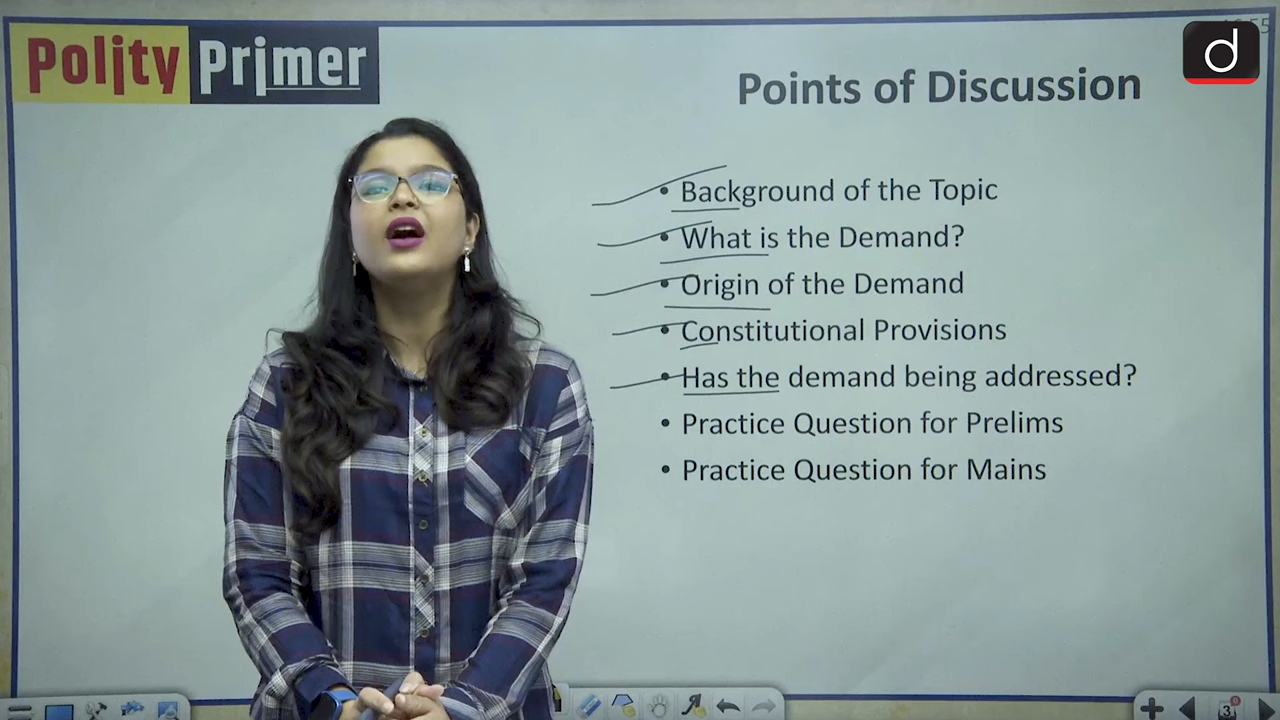 Polity Primer
Points of Discussion
• Background of the Topic
• What is the Demand?
• Origin of the Demand
• Constitutional Provisions
• Has the demand being addressed?
• Practice Question for Prelims
• Practice Question for Mains
d
3